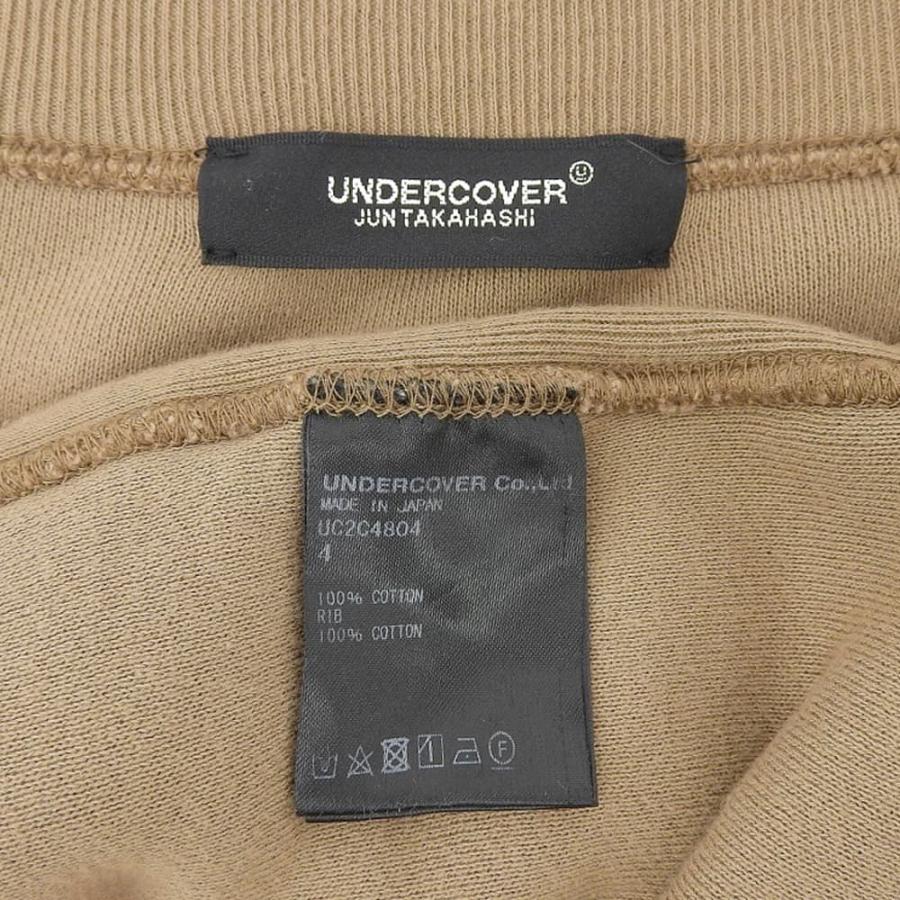 UNDERCOVER
JUN TAKAHASHI
UNDERCOVER Co.,Ltd
MADE IN JAPAN
UC2C4804
4
100% COTTON
RIB
100% COTTON
F